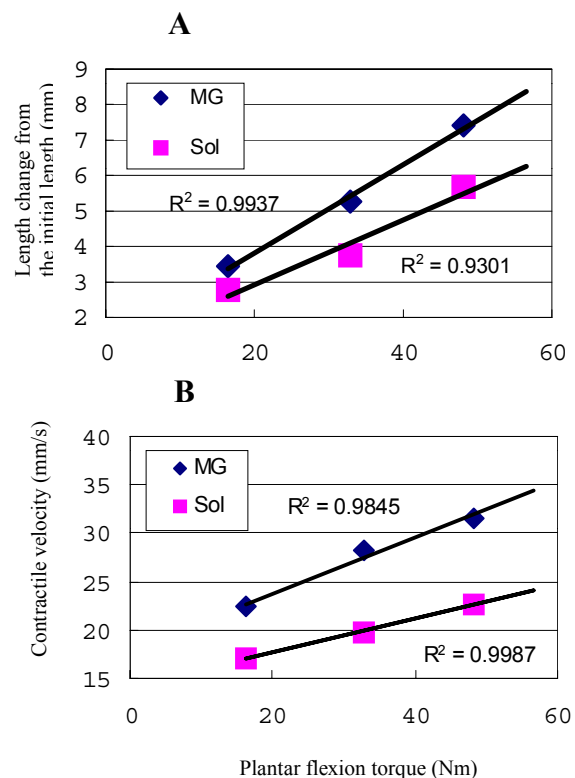 A
9
8
7
6
5
4
3
2
Length change from
the initial length (mm)
MG
Sol
R² = 0.9937
R² = 0.9301
0 20 40 60
B
40
35
30
25
20
15
Contractile velocity (mm/s)
MG
Sol
R² = 0.9845
R² = 0.9987
0 20 40 60
Plantar flexion torque (Nm)